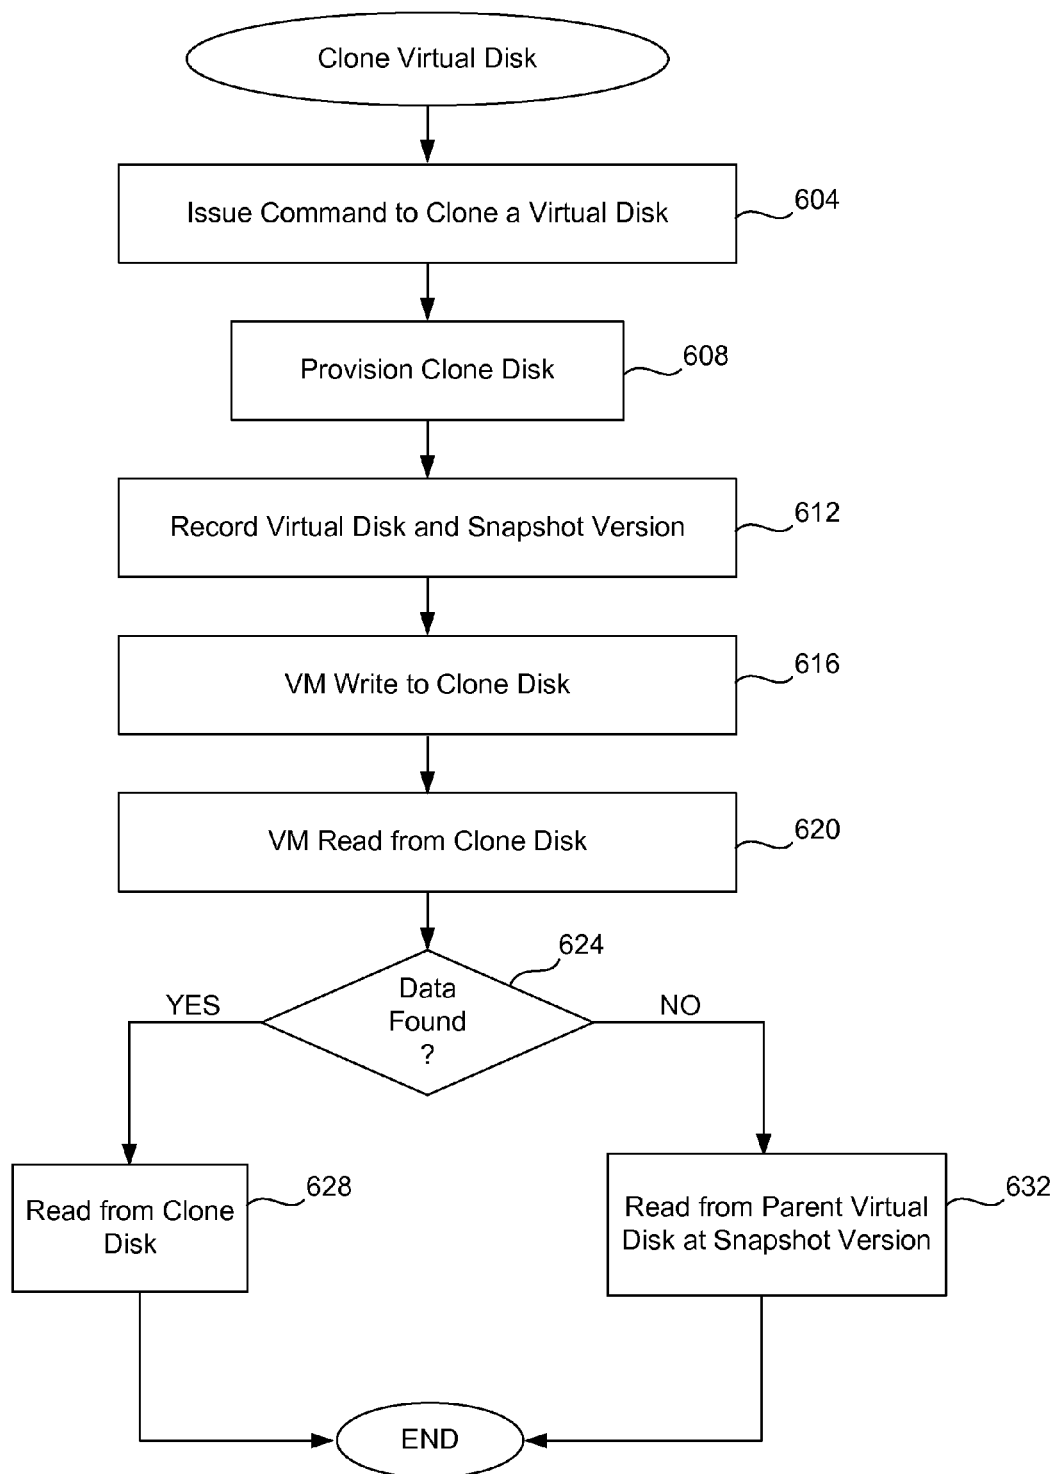 Clone Virtual Disk
Issue Command to Clone a Virtual Disk
604
Provision Clone Disk
608
Record Virtual Disk and Snapshot Version
612
VM Write to Clone Disk
616
VM Read from Clone Disk
620
624
Data
Found
?
YES
NO
Read from Clone
Disk
628
Read from Parent Virtual
Disk at Snapshot Version
632
END